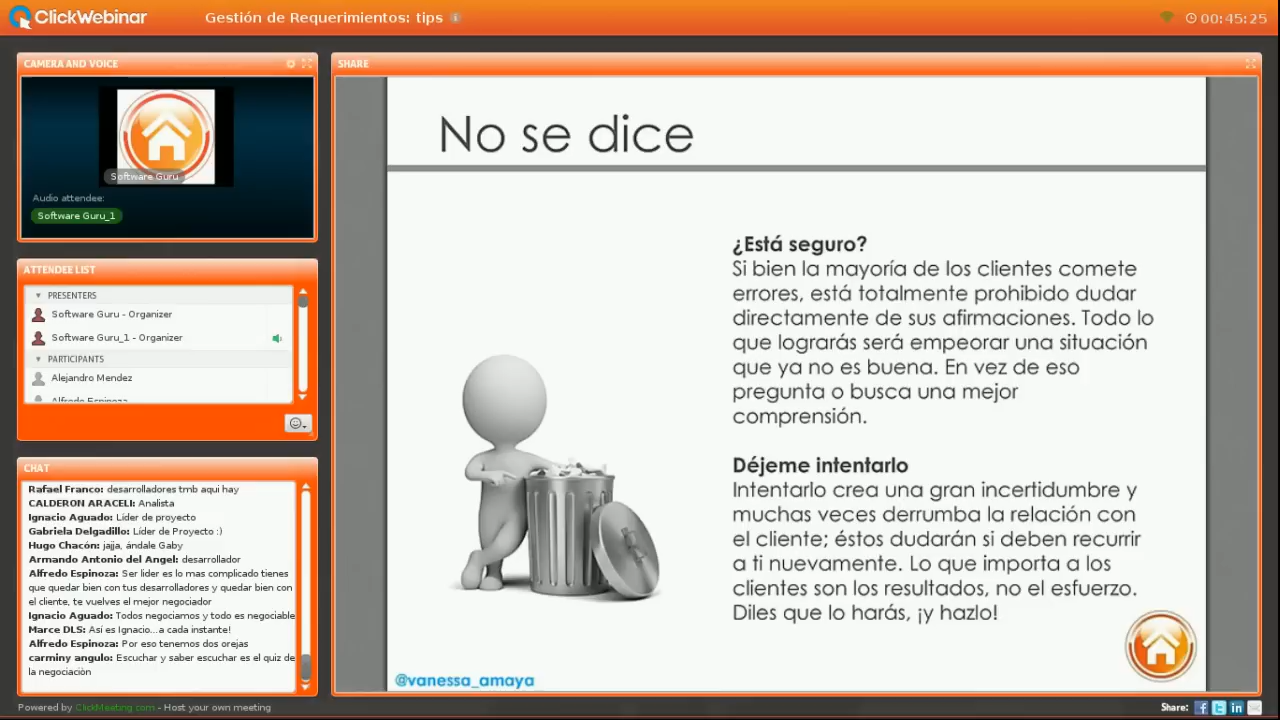 ClickWebinar
Gestión de Requerimientos: tips
00:45:25
CAMERA AND VOICE
Software Guru
Audio attendee:
Software Guru_1
ATTENDEE LIST
PRESENTERS
Software Guru - Organizer
Software Guru_1 - Organizer
PARTICIPANTS
Alejandro Mendez
Alfredo Espinoza
CHAT
Rafael Franco: desarrolladores tmb aqui hay
CALDERON ARACELI: Analista
Ignacio Aguado: Líder de proyecto
Gabriela Delgadillo: Líder de Proyecto :)
Hugo Chacón: jajja, ándale Gaby
Armando Antonio del Angel: desarrollador
Alfredo Espinoza: Ser lider es lo mas complicado tienes
que quedar bien con tus desarrolladores y quedar bien con
el cliente, te vuelves el mejor negociador
Ignacio Aguado: Todos negociamos y todo es negociable
Marce DLS: Así es Ignacio...a cada instante!
Alfredo Espinoza: Por eso tenemos dos orejas
carminy angulo: Escuchar y saber escuchar es el quiz de
la negociaciòn
SHARE
No se dice
¿Está seguro?
Si bien la mayoría de los clientes comete
errores, está totalmente prohibido dudar
directamente de sus afirmaciones. Todo lo
que lograrás será empeorar una situación
que ya no es buena. En vez de eso
pregunta o busca una mejor
comprensión.
Déjeme intentarlo
Intentarlo crea una gran incertidumbre y
muchas veces derrumba la relación con
el cliente; éstos dudarán si deben recurrir
a ti nuevamente. Lo que importa a los
clientes son los resultados, no el esfuerzo.
Diles que lo harás, ¡y hazlo!
@vanessa_amaya
Powered by ClickMeeting.com - Host your own meeting
Share: